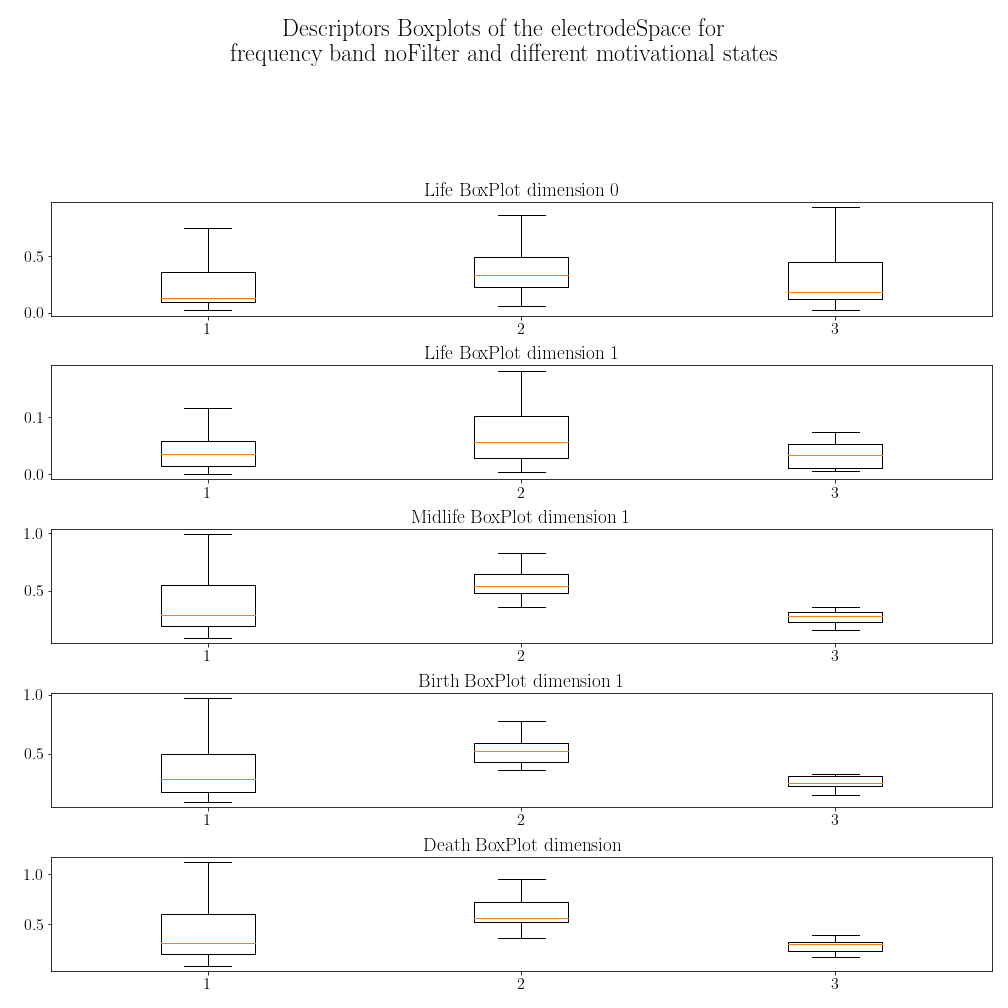 Descriptors Boxplots of the electrodeSpace for
frequency band noFilter and different motivational states
Life BoxPlot dimension 0
0.5
0.0
1 2 3
Life BoxPlot dimension 1
0.1
0.0
1 2 3
Midlife BoxPlot dimension 1
1.0
0.5
1 2 3
Birth BoxPlot dimension 1
1.0
0.5
1 2 3
Death BoxPlot dimension
1.0
0.5
1 2 3